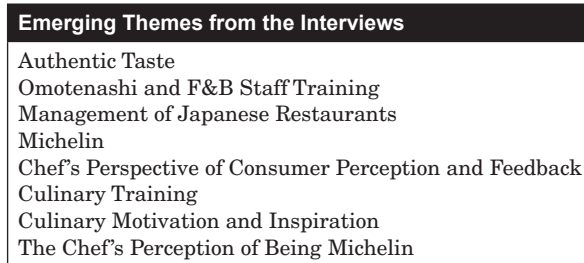 Emerging Themes from the Interviews
Authentic Taste
Omotenashi and F&B Staff Training
Management of Japanese Restaurants
Michelin
Chef's Perspective of Consumer Perception and Feedback
Culinary Training
Culinary Motivation and Inspiration
The Chef's Perception of Being Michelin